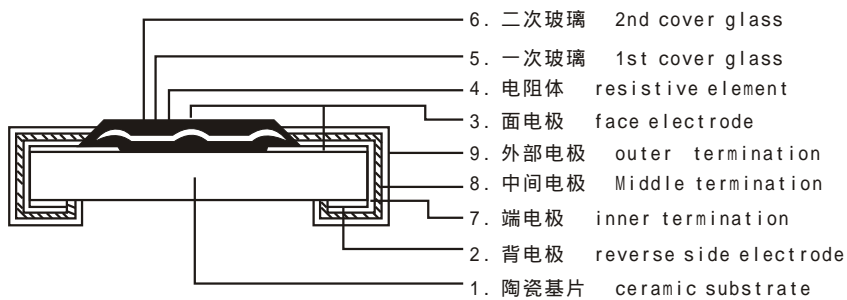 6. 二次玻璃 2nd cover glass
5. 一次玻璃 1st cover glass
4. 电阻体 resistive element
3. 面电极 face electrode
9. 外部电极 outer termination
8. 中间电极 Middle termination
7. 端电极 inner termination
2. 背电极 reverse side electrode
1. 陶瓷基片 ceramic substrate